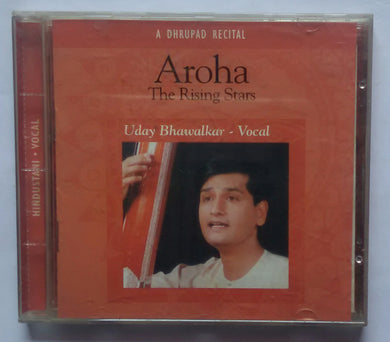 A DHRUPAD RECITAL
Aroha
The Rising Stars
Uday Bhawalkar - Vocal
HINDUSTANI • VOCAL